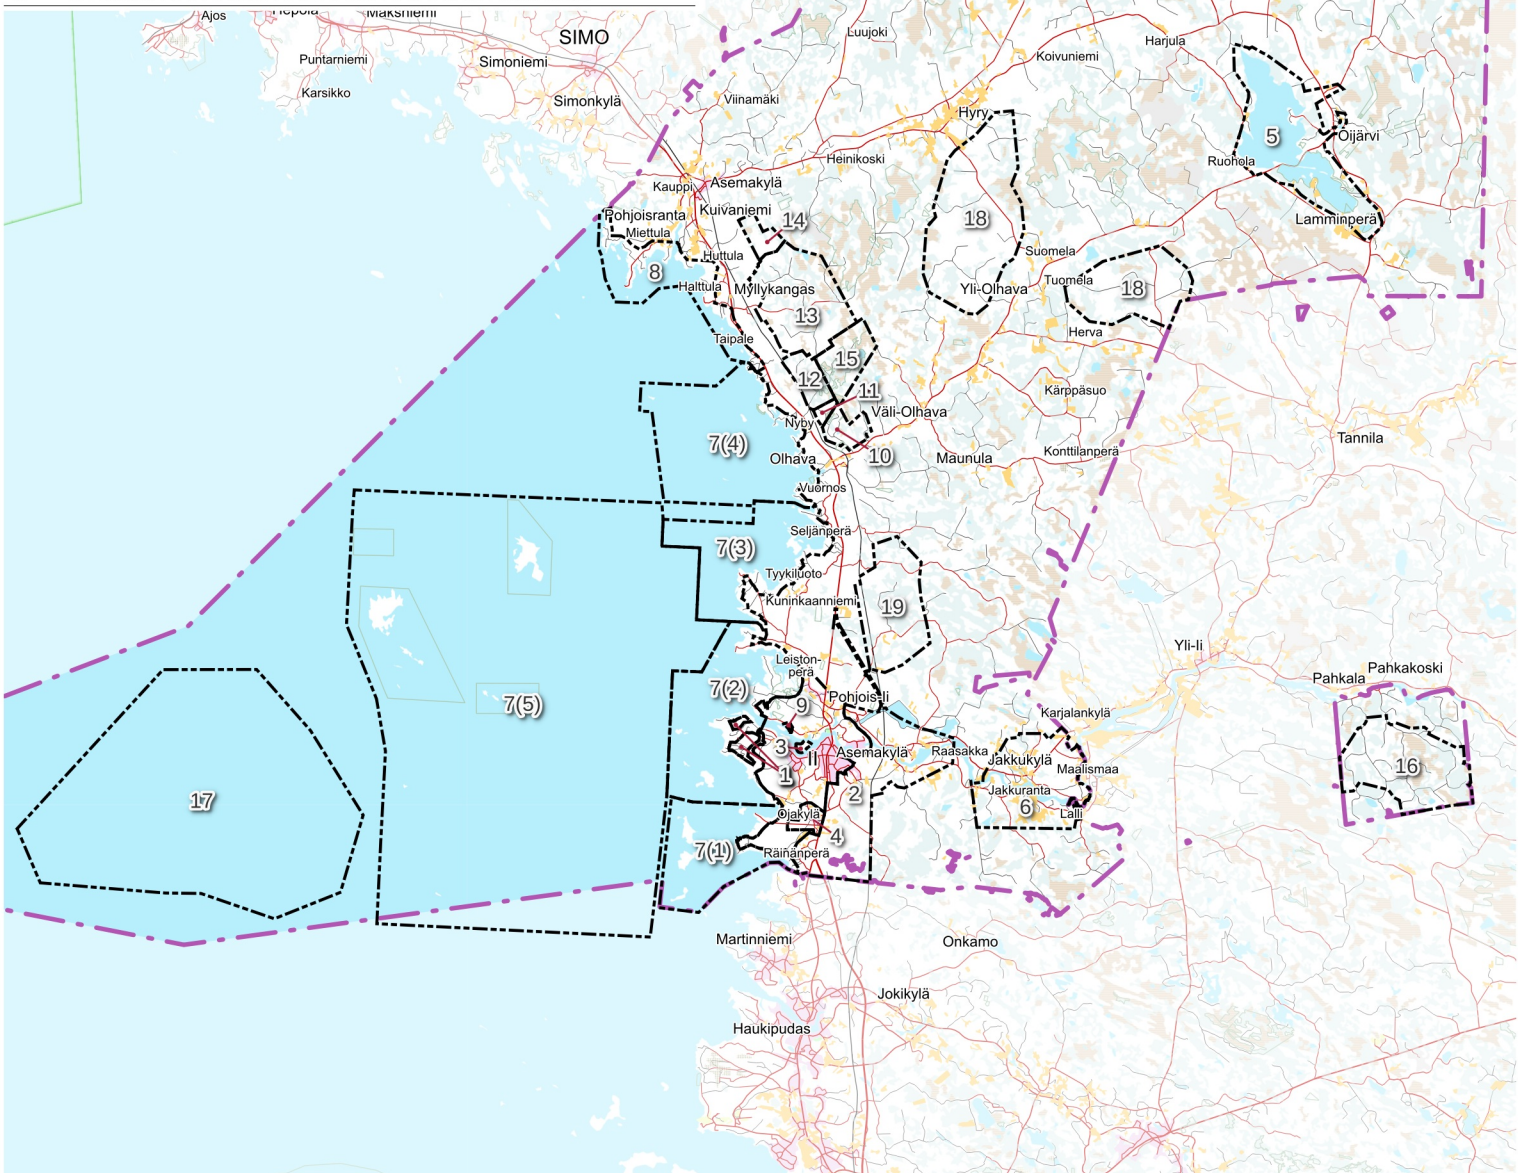 Ajos
Hepola
Maksniemi
SIMO
Luujoki
Harjula
Koivuniemi
Puntarniemi
Simoniemi
Karsikko
Simonkylä
Viinamäki
Hyry
5
Oijärvi
Heinikoski
Ruohola
Kauppi
Asemakylä
Pohjoisranta
Kuivaniemi
14
18
Lamminperä
Miettula
Huttula
Suomela
8
Halttula
Myllykangas
Yli-Olhava
Tuomela
18
13
Herva
Taipale
15
12
11
Kärppäsuo
Väli-Olhava
Nyby
7(4)
Tannila
Olhava
10
Maunula
Konttilanperä
Vuornos
Seljänperä
7(3)
Tyykiluoto
Kuninkaanniemi
19
Yli-Ii
Leiston-
perä
Pahkala
Pahkakoski
7(2)
Pohjois-Ii
7(5)
9
Karjalankylä
3
II
Asemakylä
Raasakka
Jakkukylä
Maalismaa
16
1
2
Jakkuranta
6
17
Ojakylä
Lalli
4
7(1)
Räinänperä
Martinniemi
Onkamo
Jokikylä
Haukipudas